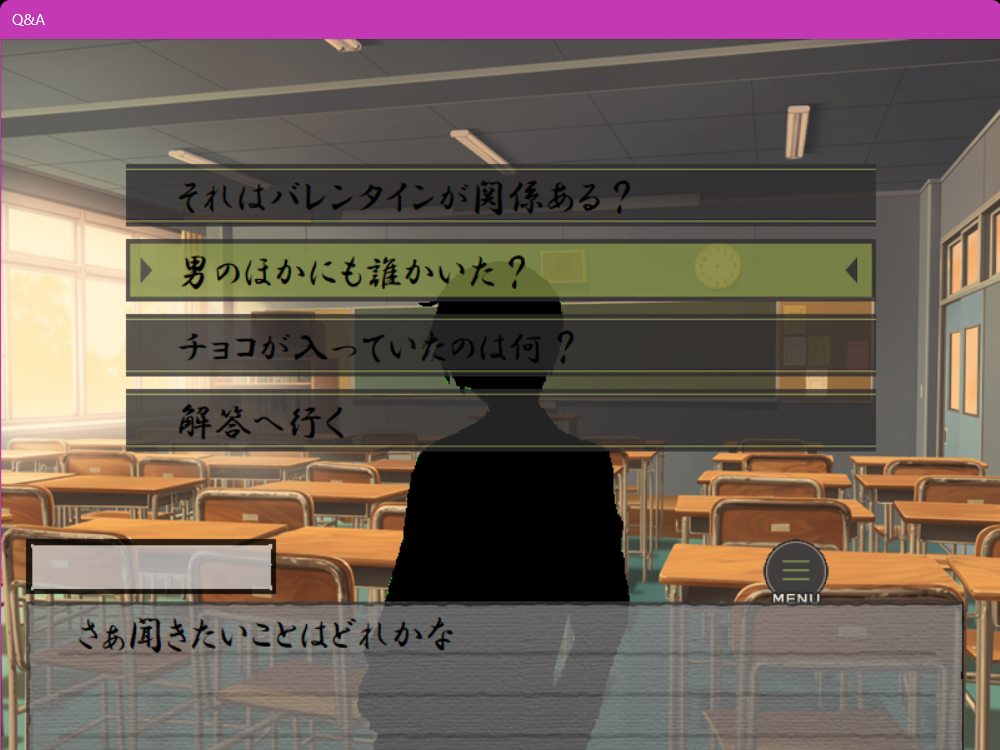 Q&A
それはバレンタインが関係ある？
男のほかにも誰かいた？
チョコが入っていたのは何？
解答へ行く
MENU
さぁ聞きたいことはどれかな